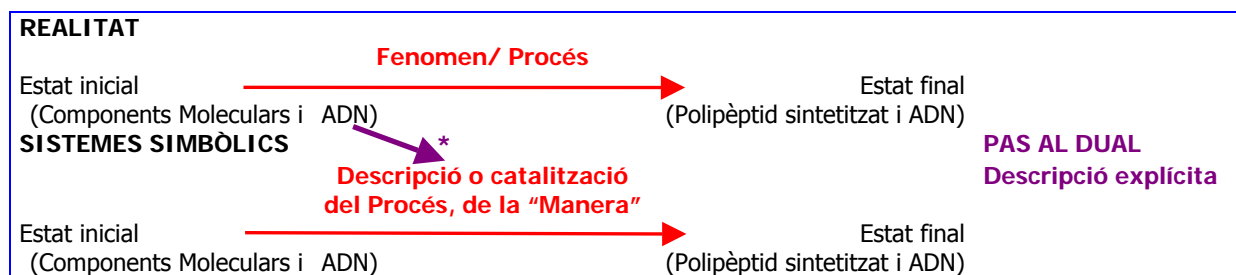 REALITAT
Fenomen/ Procés
Estat inicial Estat final
(Components Moleculars i ADN) (Polipèptid sintetitzat i ADN)
SISTEMES SIMBÒLICS * PAS AL DUAL
Descripció o catalització Descripció explícita
del Procés, de la “Manera”
Estat inicial Estat final
(Components Moleculars i ADN) (Polipèptid sintetitzat i ADN)